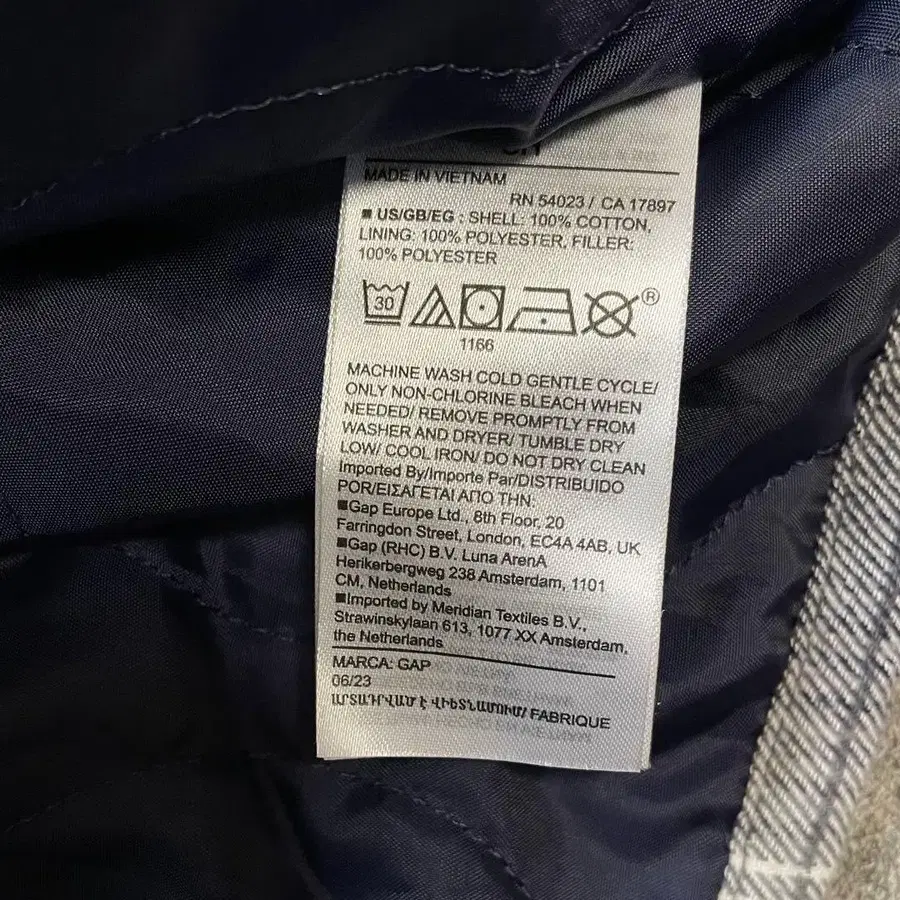 MADE IN VIETNAM
RN 54023 / CA 17897
■ US/GB/EG : SHELL: 100% COTTON,
LINING: 100% POLYESTER, FILLER:
100% POLYESTER
30
®
1166
MACHINE WASH COLD GENTLE CYCLE/
ONLY NON-CHLORINE BLEACH WHEN
NEEDED/ REMOVE PROMPTLY FROM
WASHER AND DRYER/ TUMBLE DRY
LOW/ COOL IRON/ DO NOT DRY CLEAN
Imported By/Importe Par/DISTRIBUIDO
POR/ΕΙΣΑΓΕΤΑΙ ΑΠΟ ΤΗΝ:
■Gap Europe Ltd., 8th Floor, 20
Farringdon Street, London, EC4A 4AB, UK
■Gap (RHC) B.V. Luna ArenA
Herikerbergweg 238 Amsterdam, 1101
CM, Netherlands
■Imported by Meridian Textiles B.V.,
Strawinskylaan 613, 1077 XX Amsterdam,
the Netherlands
MARCA: GAP
06/23
ԱՐՏԱԴՐՎԱԾ Է ՎԻԵՏՆԱՄՈՒՄ/ FABRIQUE